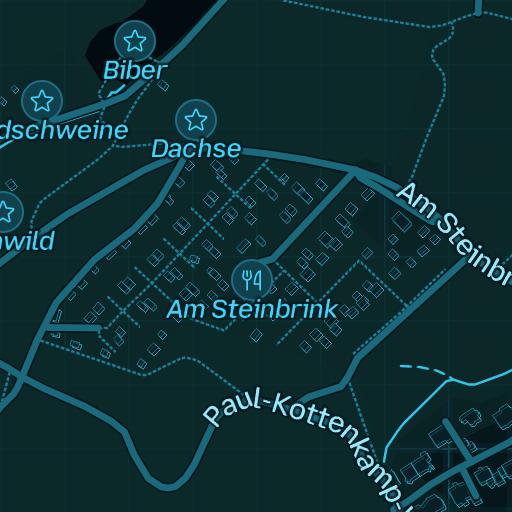 Biber
dschweine
Dachse
wild
Am Steinbrink
Am Steinbr
Paul-Kottenkamp-